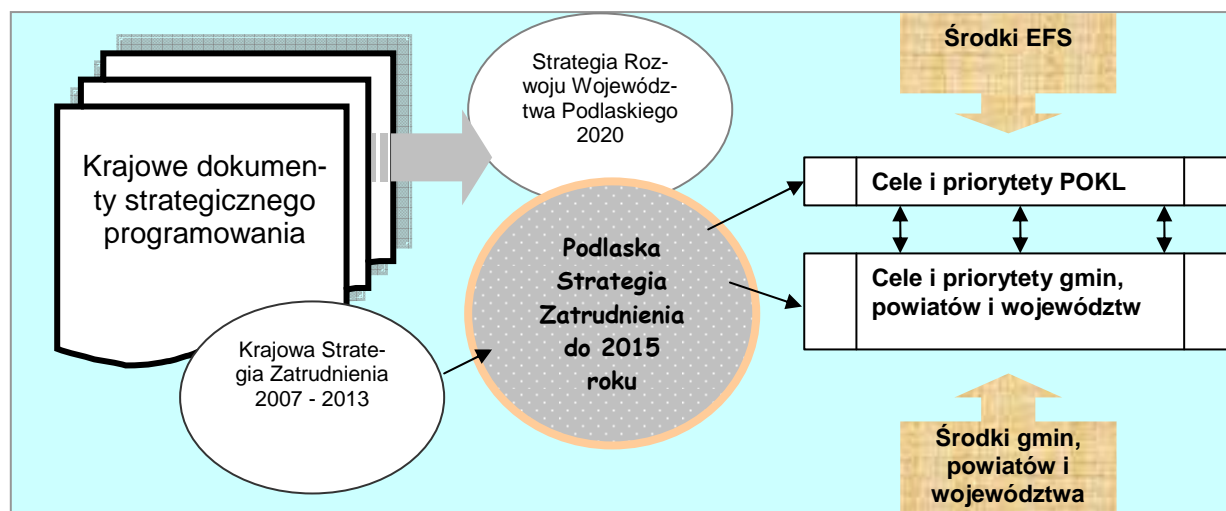 Krajowe dokumen-
ty strategicznego
programowania
Strategia Roz-
woju Wojewódz-
twa Podlaskiego
2020
Krajowa Strate-
gia Zatrudnienia
2007 - 2013
Podlaska
Strategia
Zatrudnienia
do 2015
roku
Środki EFS
Cele i priorytety POKL
Cele i priorytety gmin,
powiatów i województw
Środki gmin,
powiatów i
województwa